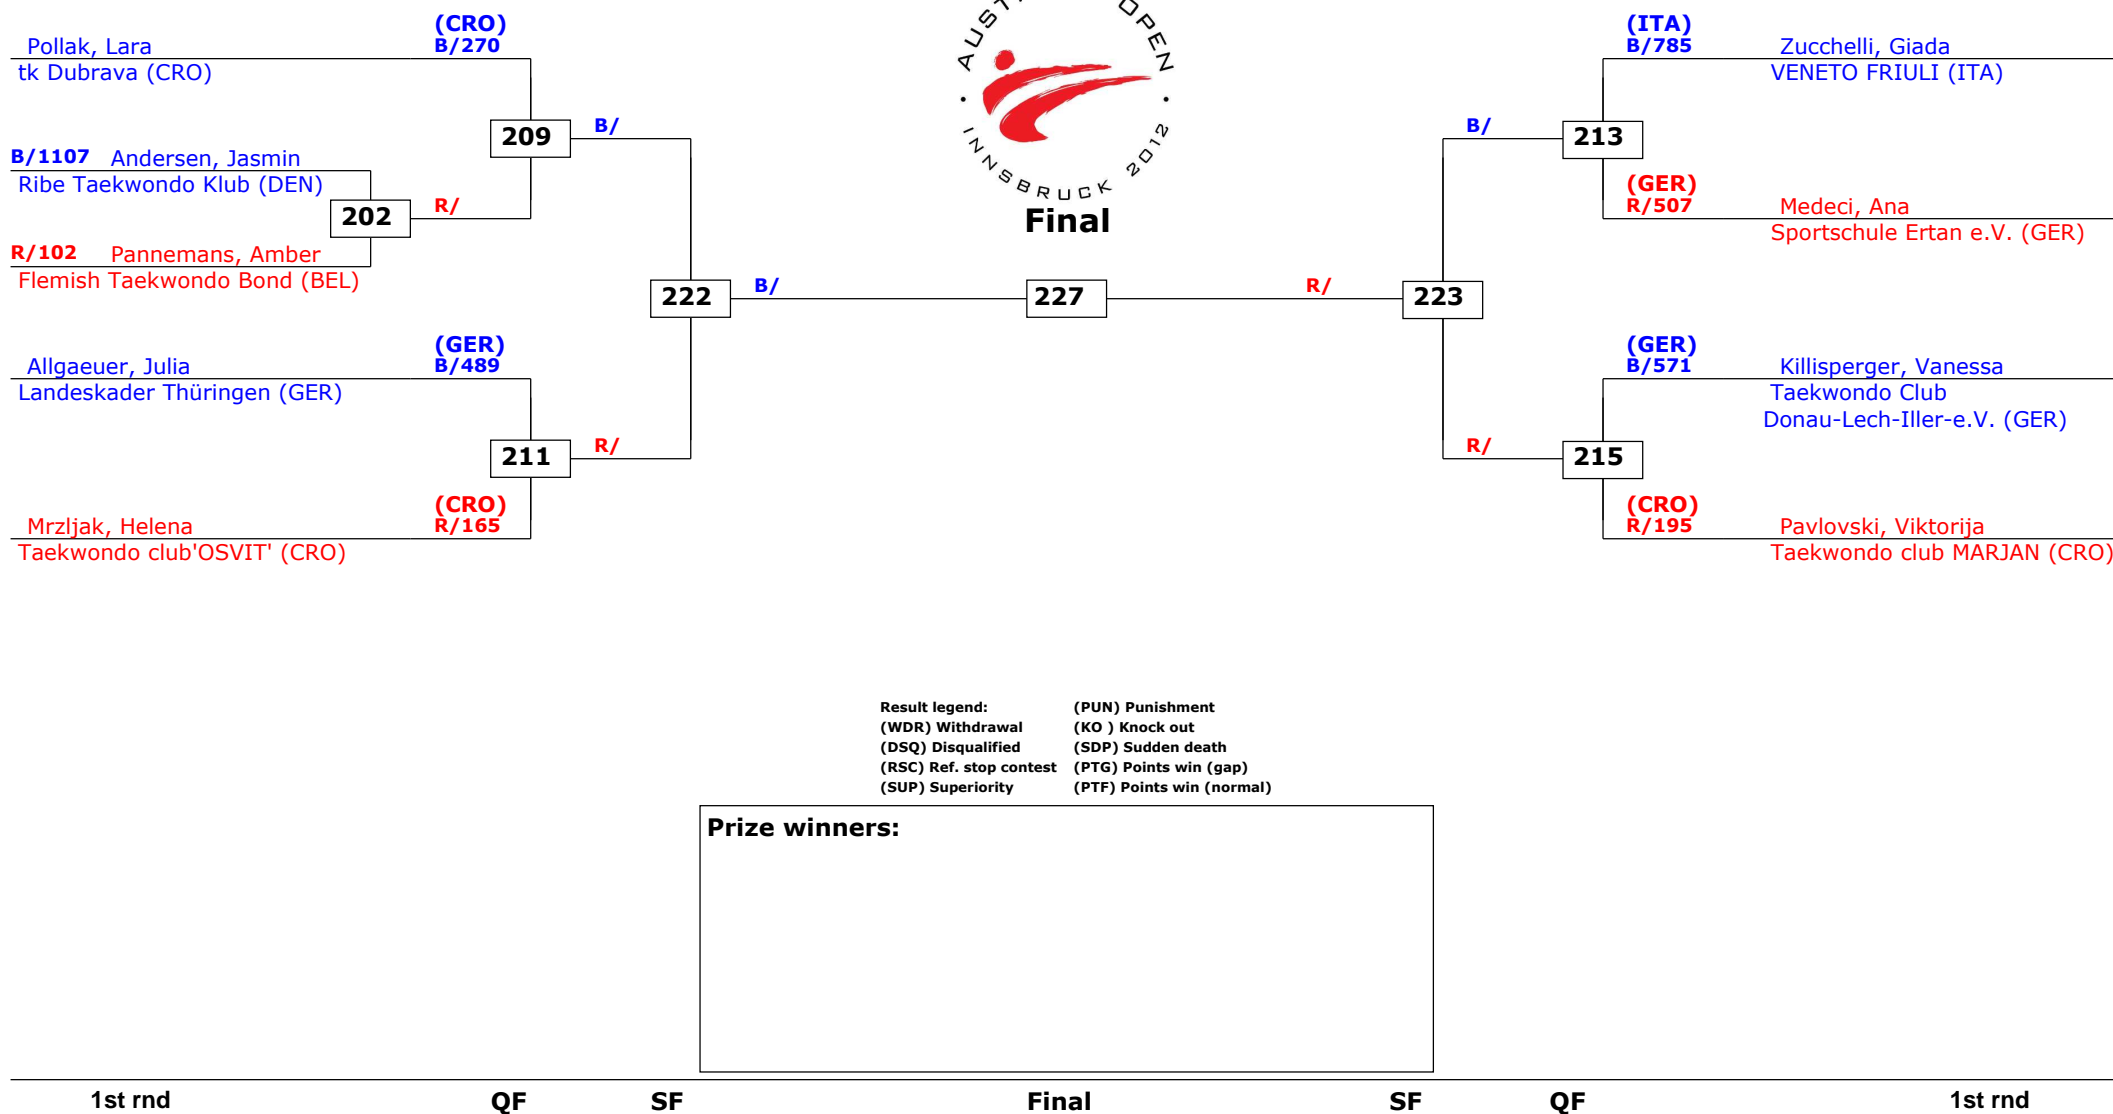 AUST
OPEN
INNSBRUCK 2012
Final
(CRO)
B/270
Pollak, Lara
tk Dubrava (CRO)
209
B/
B/1107 Andersen, Jasmin
Ribe Taekwondo Klub (DEN)
202
R/
R/102 Pannemans, Amber
Flemish Taekwondo Bond (BEL)
222
B/
227
R/
223
(GER)
B/489
Allgaeuer, Julia
Landeskader Thüringen (GER)
211
R/
(CRO)
R/165
Mrzljak, Helena
Taekwondo club'OSVIT' (CRO)
(ITA)
B/785
Zucchelli, Giada
VENETO FRIULI (ITA)
B/
213
(GER)
R/507
Medeci, Ana
Sportschule Ertan e.V. (GER)
(GER)
B/571
Killisperger, Vanessa
Taekwondo Club
Donau-Lech-Iller-e.V. (GER)
R/
215
(CRO)
R/195
Pavlovski, Viktorija
Taekwondo club MARJAN (CRO)
Result legend: (PUN) Punishment
(WDR) Withdrawal (KO ) Knock out
(DSQ) Disqualified (SDP) Sudden death
(RSC) Ref. stop contest (PTG) Points win (gap)
(SUP) Superiority (PTF) Points win (normal)
Prize winners:
1st rnd QF SF Final SF QF 1st rnd